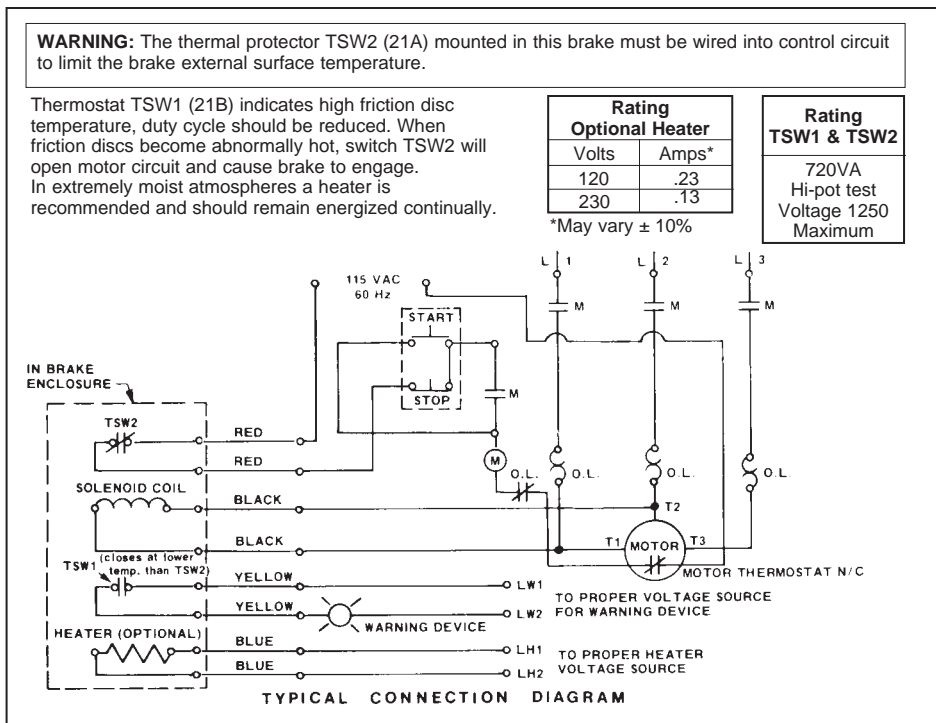 WARNING: The thermal protector TSW2 (21A) mounted in this brake must be wired into control circuit
to limit the brake external surface temperature.
Thermostat TSW1 (21B) indicates high friction disc
temperature, duty cycle should be reduced. When
friction discs become abnormally hot, switch TSW2 will
open motor circuit and cause brake to engage.
In extremely moist atmospheres a heater is
recommended and should remain energized continually.
Rating
Optional Heater
Volts Amps*
120 .23
230 .13
*May vary ± 10%
Rating
TSW1 & TSW2
720VA
Hi-pot test
Voltage 1250
Maximum
L 1
L 2
L 3
115 VAC
60 Hz
M
M
M
START
STOP
M
IN BRAKE
ENCLOSURE
TSW2
RED
RED
M
O.L.
O.L.
O.L.
O.L.
SOLENOID COIL
BLACK
T2
BLACK
T1
MOTOR
T3
MOTOR THERMOSTAT N/C
TSW1
(closes at lower
temp. than TSW2)
YELLOW
LW1
YELLOW
LW2
TO PROPER VOLTAGE SOURCE
FOR WARNING DEVICE
WARNING DEVICE
HEATER (OPTIONAL)
BLUE
LH1
BLUE
LH2
TO PROPER HEATER
VOLTAGE SOURCE
TYPICAL CONNECTION DIAGRAM